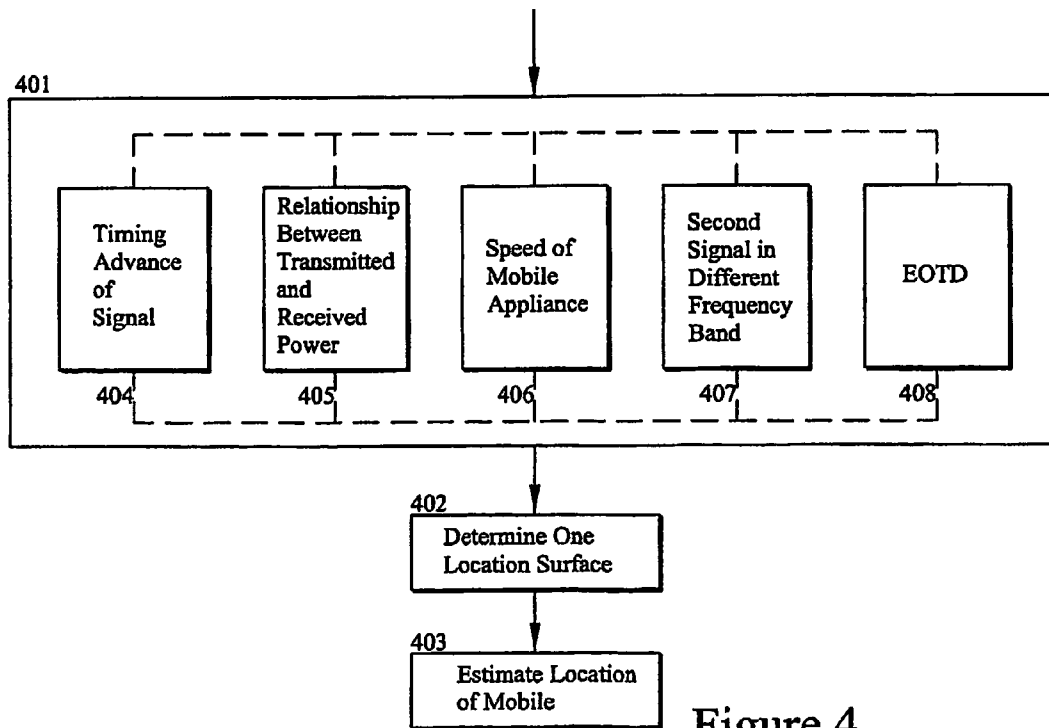 401
Timing
Advance
of
Signal
404
Relationship
Between
Transmitted
and
Received
Power
405
Speed of
Mobile
Appliance
406
Second
Signal in
Different
Frequency
Band
407
EOTD
408
402
Determine One
Location Surface
403
Estimate Location
of Mobile
Figure 4